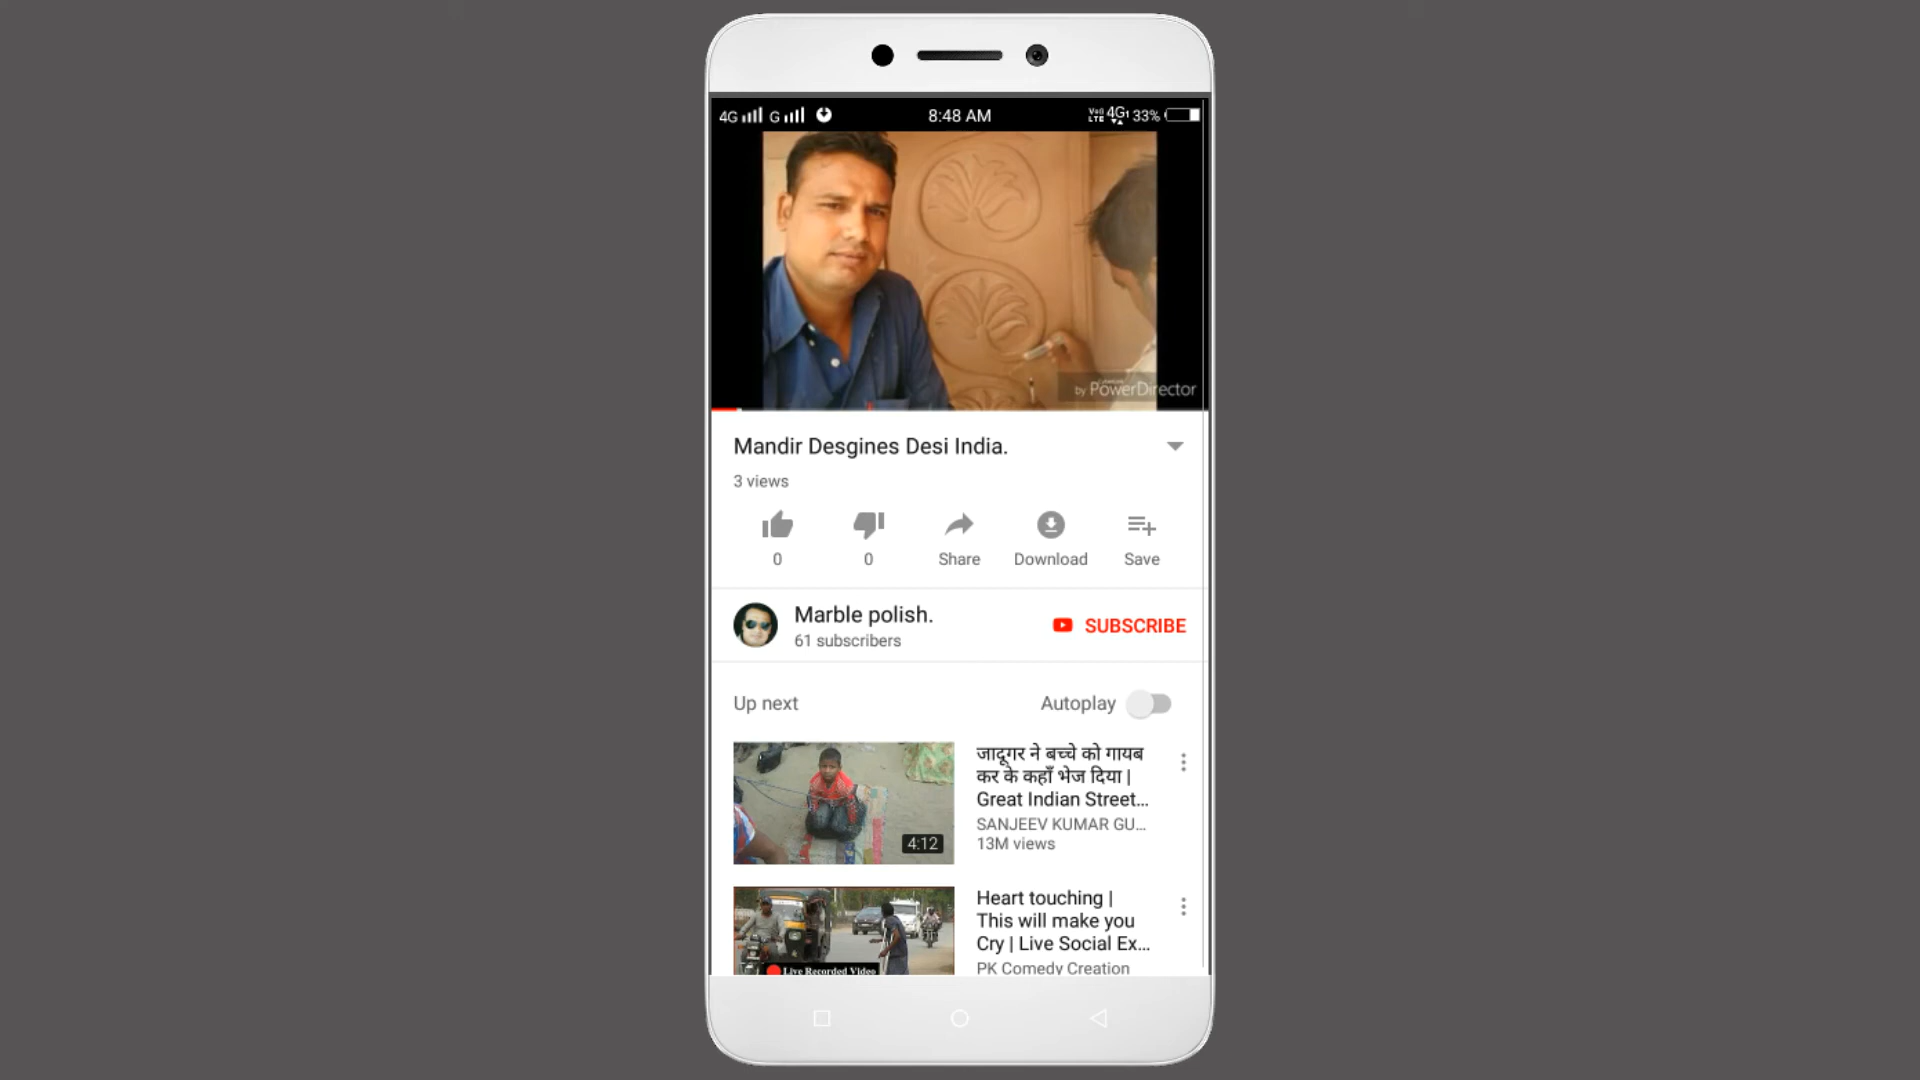 4G G 8:48 AM VoD LTE 4G1 33%
by PowerDirector
Mandir Desgines Desi India.
3 views
0 0 Share Download Save
Marble polish.
61 subscribers
SUBSCRIBE
Up next Autoplay
जादूगर ने बच्चे को गायब
कर के कहाँ भेज दिया |
Great Indian Street...
SANJEEV KUMAR GU...
13M views
4:12
Heart touching |
This will make you
Cry | Live Social Ex...
PK Comedy Creation
Live Recorded Video